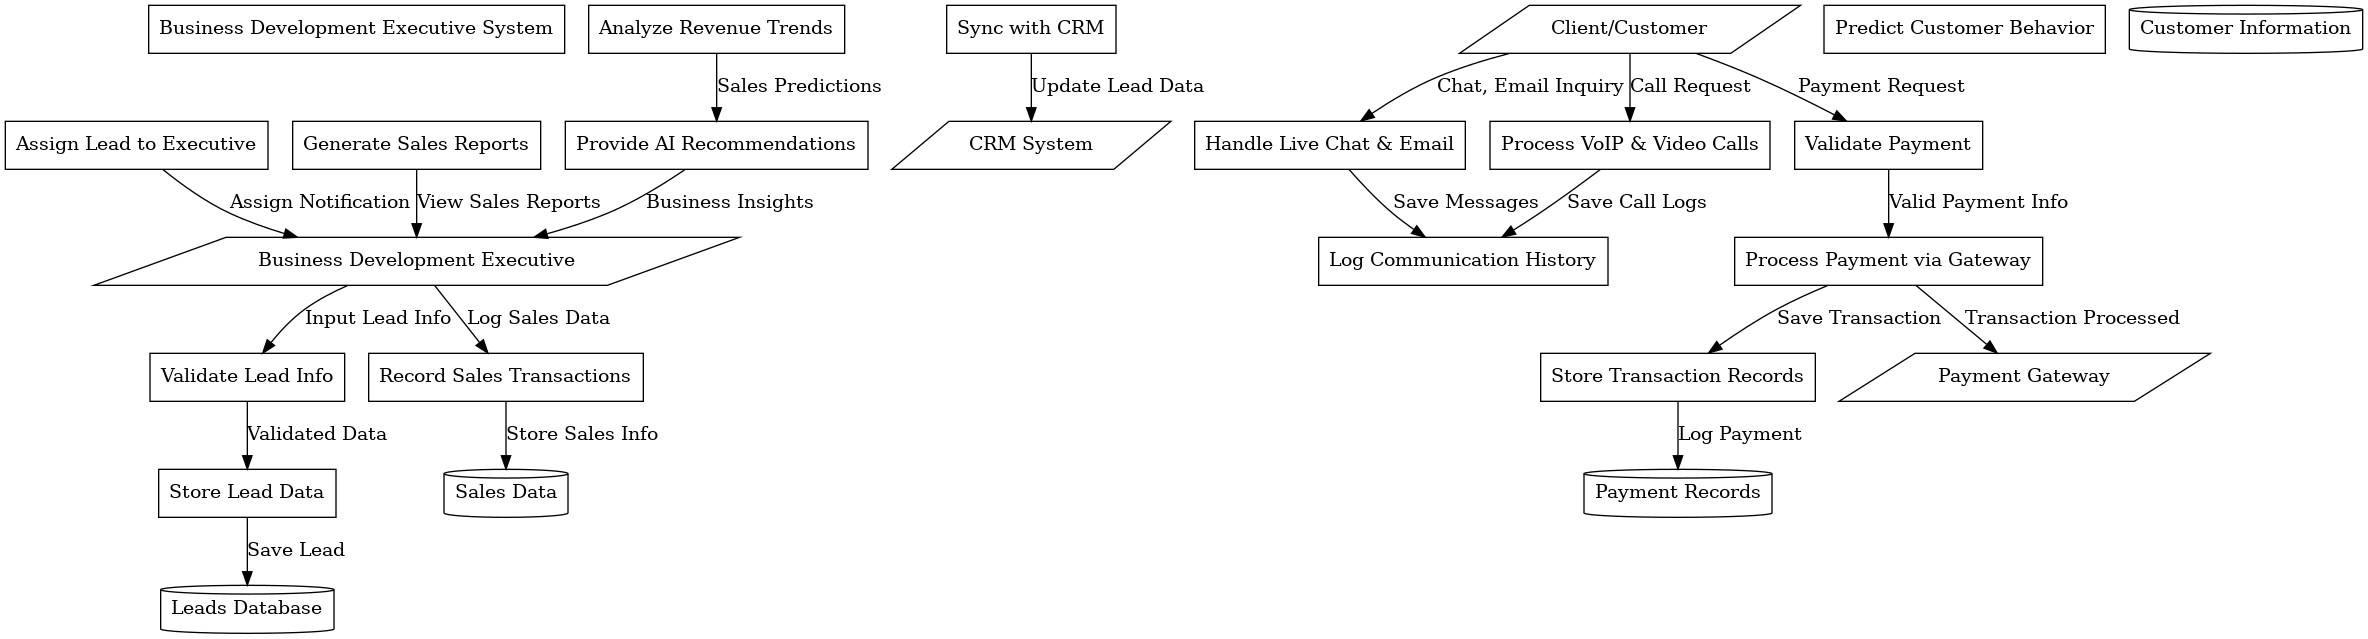 Business Development Executive System
Analyze Revenue Trends
Sync with CRM
Client/Customer
Predict Customer Behavior
Customer Information
Sales Predictions
Update Lead Data
Chat, Email Inquiry
Call Request
Payment Request
Assign Lead to Executive
Generate Sales Reports
Provide AI Recommendations
CRM System
Handle Live Chat & Email
Process VoIP & Video Calls
Validate Payment
Assign Notification
View Sales Reports
Business Insights
Save Messages
Save Call Logs
Valid Payment Info
Business Development Executive
Log Communication History
Process Payment via Gateway
Input Lead Info
Log Sales Data
Save Transaction
Transaction Processed
Validate Lead Info
Record Sales Transactions
Store Transaction Records
Payment Gateway
Validated Data
Store Sales Info
Log Payment
Store Lead Data
Sales Data
Payment Records
Save Lead
Leads Database